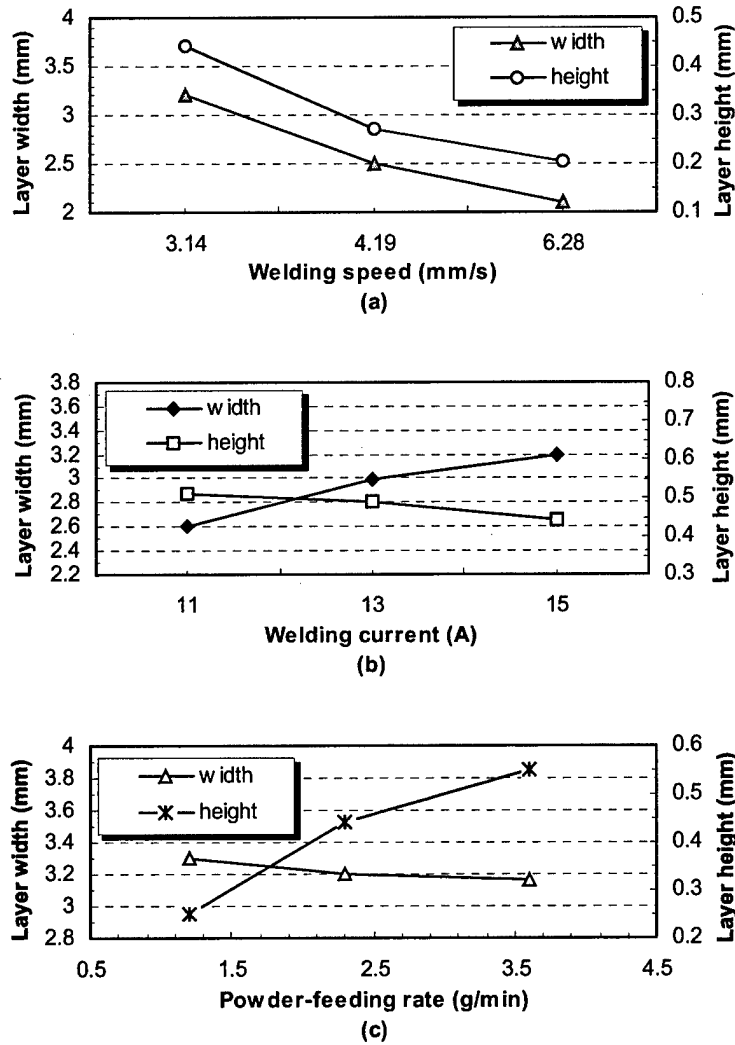 4
3.5
3
2.5
2
Layer width (mm)
0.5
0.4
0.3
0.2
0.1
Layer height (mm)
width
height
3.14 4.19 6.28
Welding speed (mm/s)
(a)
3.8
3.6
3.4
3.2
3
2.8
2.6
2.4
2.2
Layer width (mm)
0.8
0.7
0.6
0.5
0.4
0.3
Layer height (mm)
width
height
11 13 15
Welding current (A)
(b)
4
3.8
3.6
3.4
3.2
3
2.8
Layer width (mm)
0.6
0.5
0.4
0.3
0.2
Layer height (mm)
width
height
0.5 1.5 2.5 3.5 4.5
Powder-feeding rate (g/min)
(c)